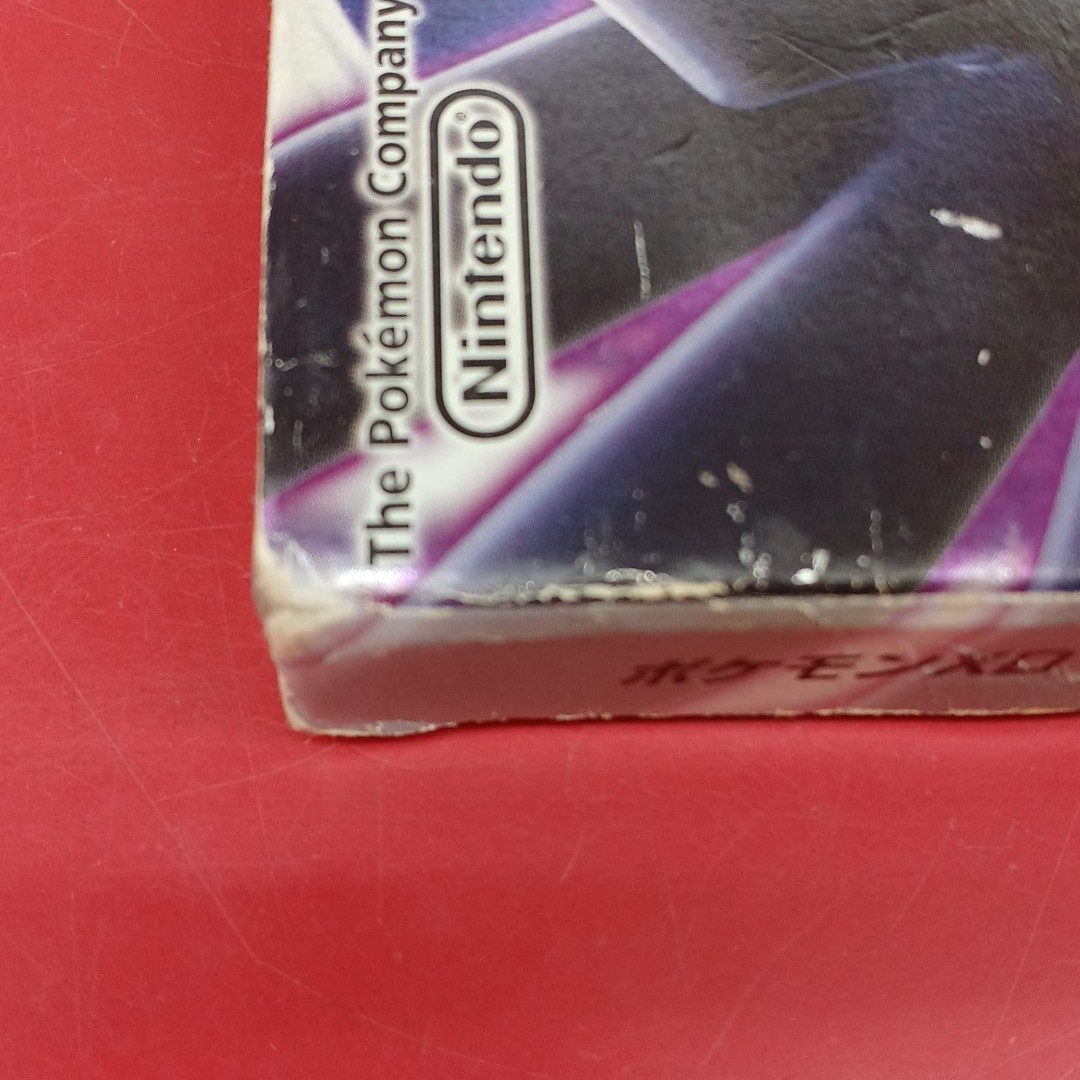 The Pokémon Company
Nintendo®
ポケモンXD